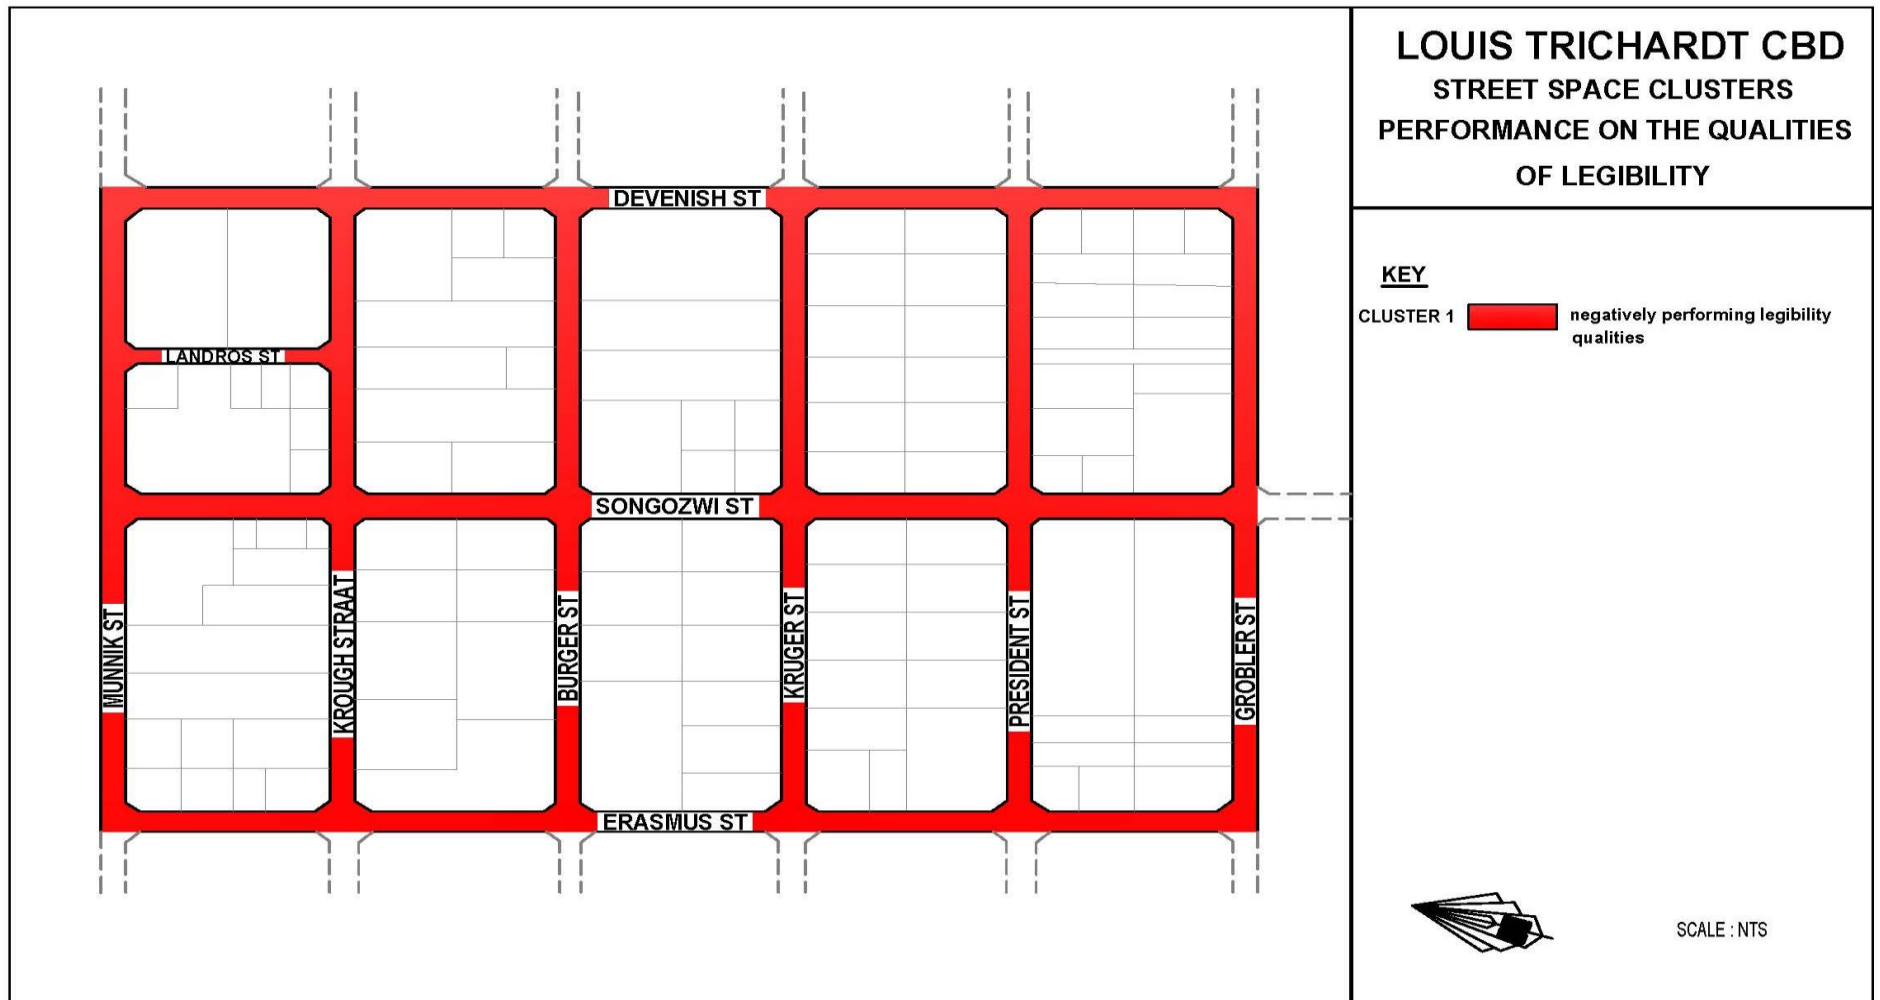 LOUIS TRICHARDT CBD
STREET SPACE CLUSTERS
PERFORMANCE ON THE QUALITIES
OF LEGIBILITY
KEY
CLUSTER 1
negatively performing legibility
qualities
DEVENISH ST
LANDROS ST
SONGOZWI ST
MUNNIK ST
KROUGH STRAAT
BURGER ST
KRUGER ST
PRESIDENT ST
GROBLER ST
ERASMUS ST
SCALE : NTS